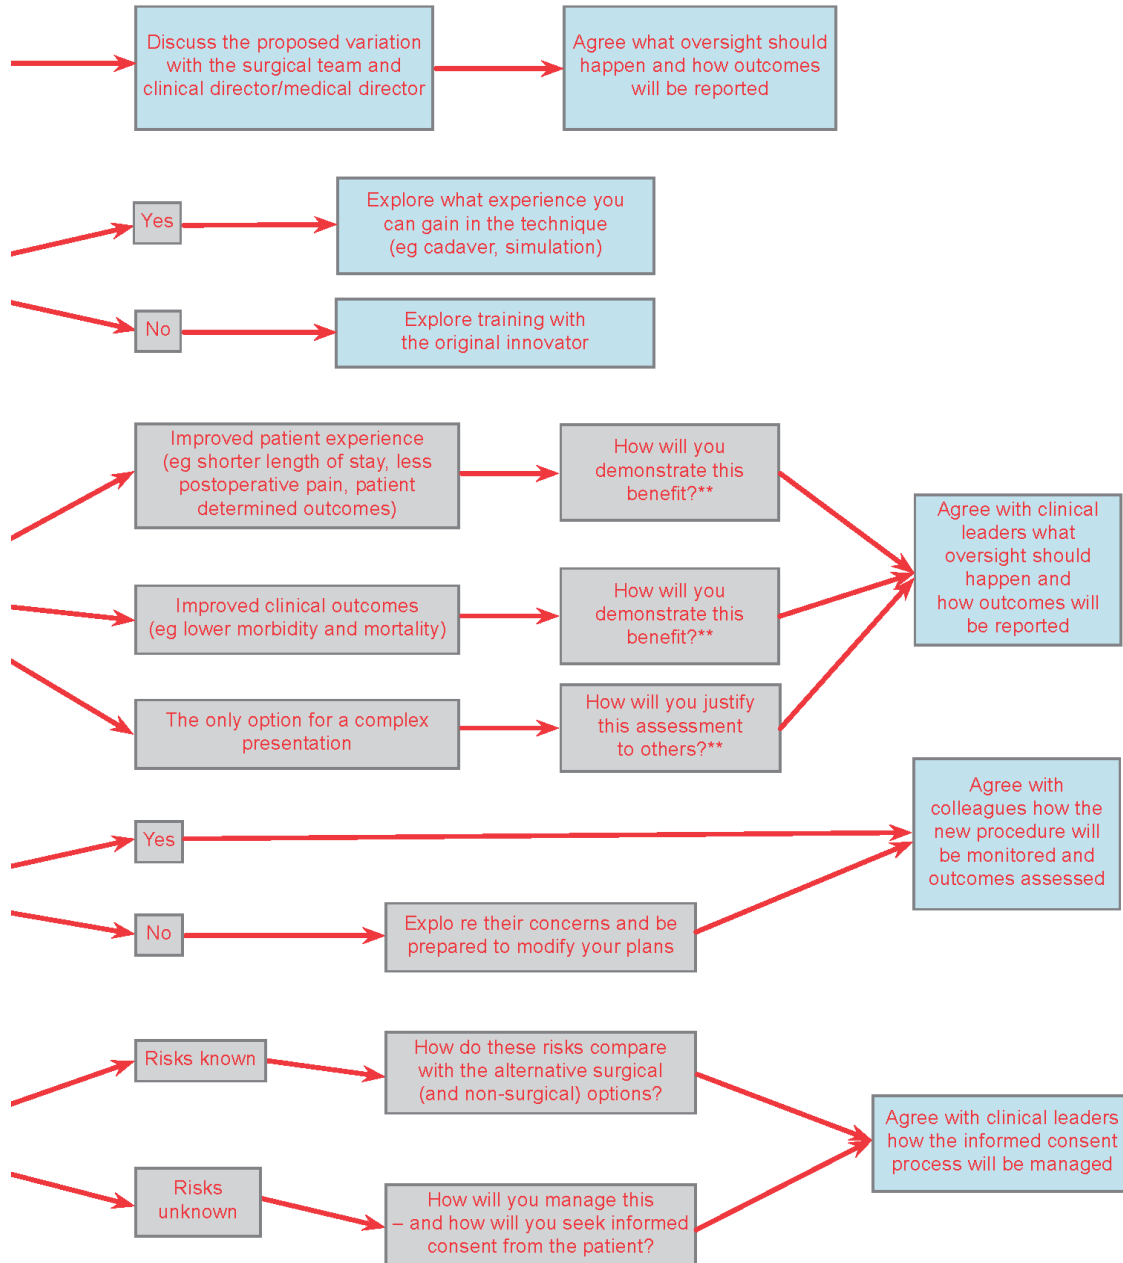 Discuss the proposed variation
with the surgical team and
clinical director/medical director
Agree what oversight should
happen and how outcomes
will be reported
Yes
Explore what experience you
can gain in the technique
(eg cadaver, simulation)
No
Explore training with
the original innovator
Improved patient experience
(eg shorter length of stay, less
postoperative pain, patient
determined outcomes)
How will you
demonstrate this
benefit?**
Improved clinical outcomes
(eg lower morbidity and mortality)
How will you
demonstrate this
benefit?**
The only option for a complex
presentation
How will you justify
this assessment
to others?**
Agree with clinical
leaders what
oversight should
happen and
how outcomes will
be reported
Yes
No
Explo re their concerns and be
prepared to modify your plans
Agree with
colleagues how the
new procedure will
be monitored and
outcomes assessed
Risks known
How do these risks compare
with the alternative surgical
(and non-surgical) options?
Risks
unknown
How will you manage this
– and how will you seek informed
consent from the patient?
Agree with clinical leaders
how the informed consent
process will be managed